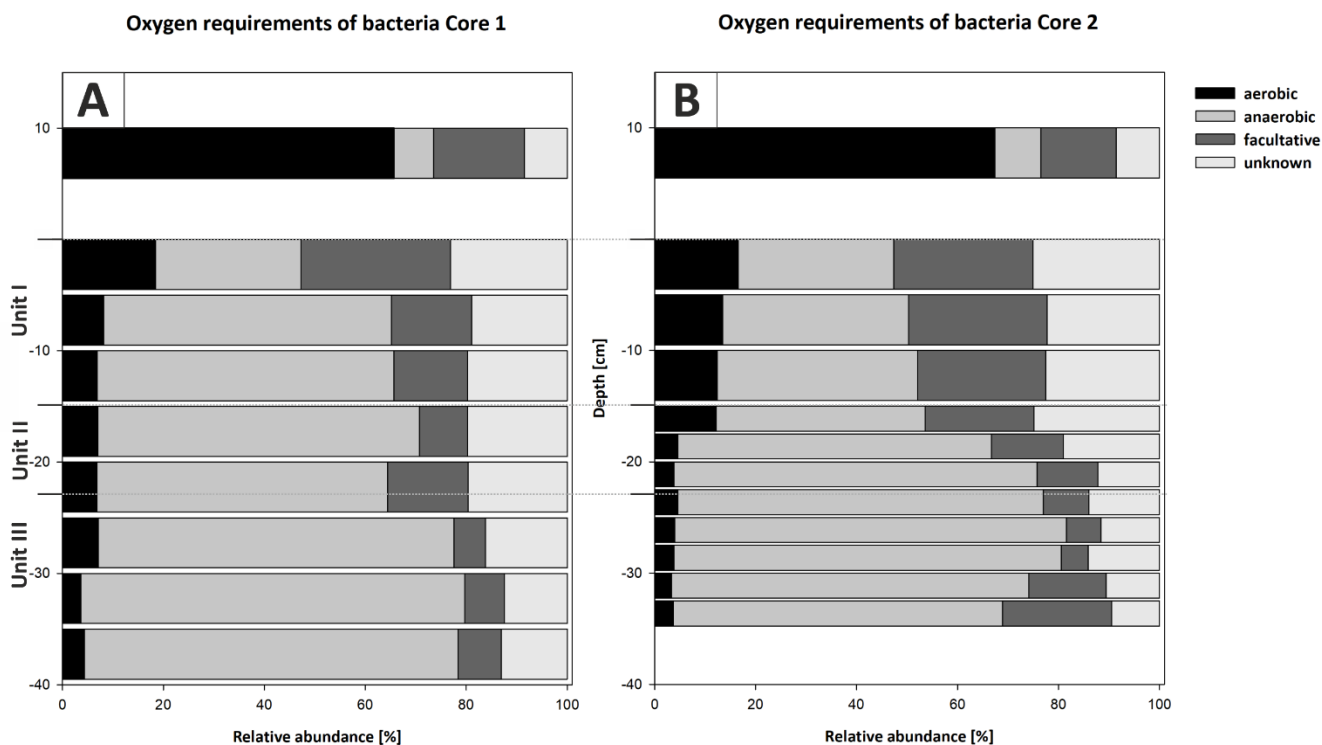 Oxygen requirements of bacteria Core 1
Oxygen requirements of bacteria Core 2
A
B
aerobic
anaerobic
facultative
unknown
10
-10
-20
-30
-40
10
-10
-20
-30
-40
Unit I
Unit II
Unit III
Depth [cm]
0 20 40 60 80 100
0 20 40 60 80 100
Relative abundance [%]
Relative abundance [%]